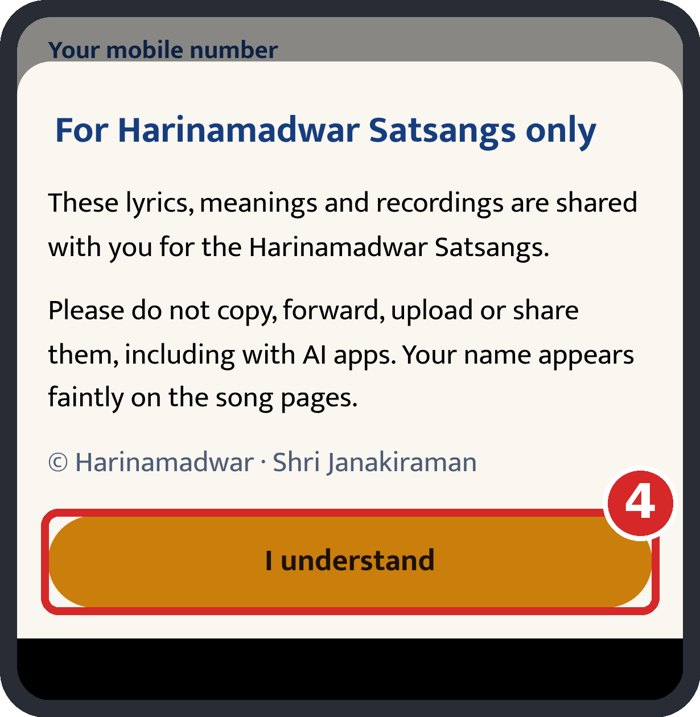 Your mobile number
For Harinamadwar Satsangs only
These lyrics, meanings and recordings are shared
with you for the Harinamadwar Satsangs.
Please do not copy, forward, upload or share
them, including with AI apps. Your name appears
faintly on the song pages.
© Harinamadwar · Shri Janakiraman
4
I understand